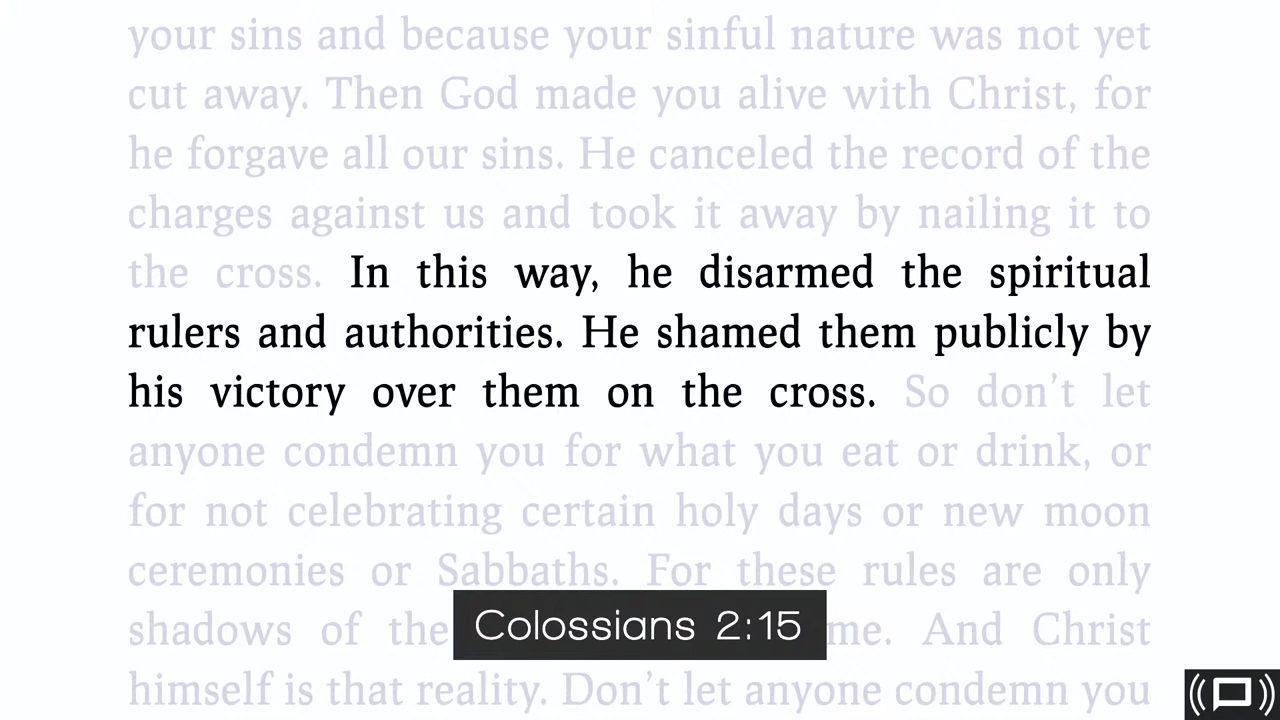 your sins and because your sinful nature was not yet
cut away. Then God made you alive with Christ, for
he forgave all our sins. He canceled the record of the
charges against us and took it away by nailing it to
the cross. In this way, he disarmed the spiritual
rulers and authorities. He shamed them publicly by
his victory over them on the cross. So don't let
anyone condemn you for what you eat or drink, or
for not celebrating certain holy days or new moon
ceremonies or Sabbaths. For these rules are only
shadows of the me. And Christ
Colossians 2:15
himself is that reality. Don't let anyone condemn you